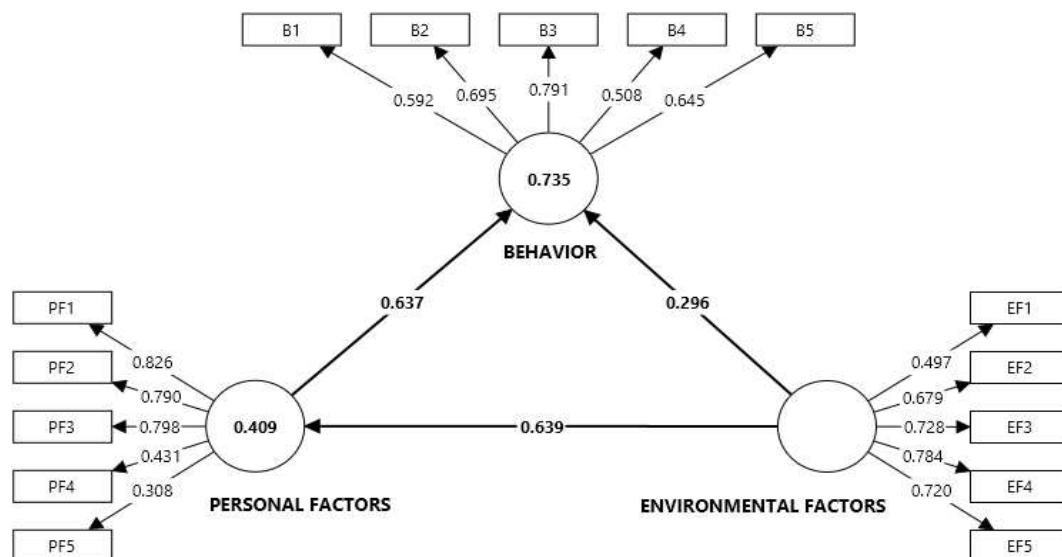 B1 B2 B3 B4 B5
0.592 0.695 0.791 0.508 0.645
0.735
BEHAVIOR
0.637 0.296
PF1 EF1
0.826 0.497
PF2 EF2
0.790 0.679
PF3 0.798 0.409 0.639 0.728 EF3
0.431 0.784
PF4 EF4
0.308 0.720
PERSONAL FACTORS ENVIRONMENTAL FACTORS
PF5 EF5